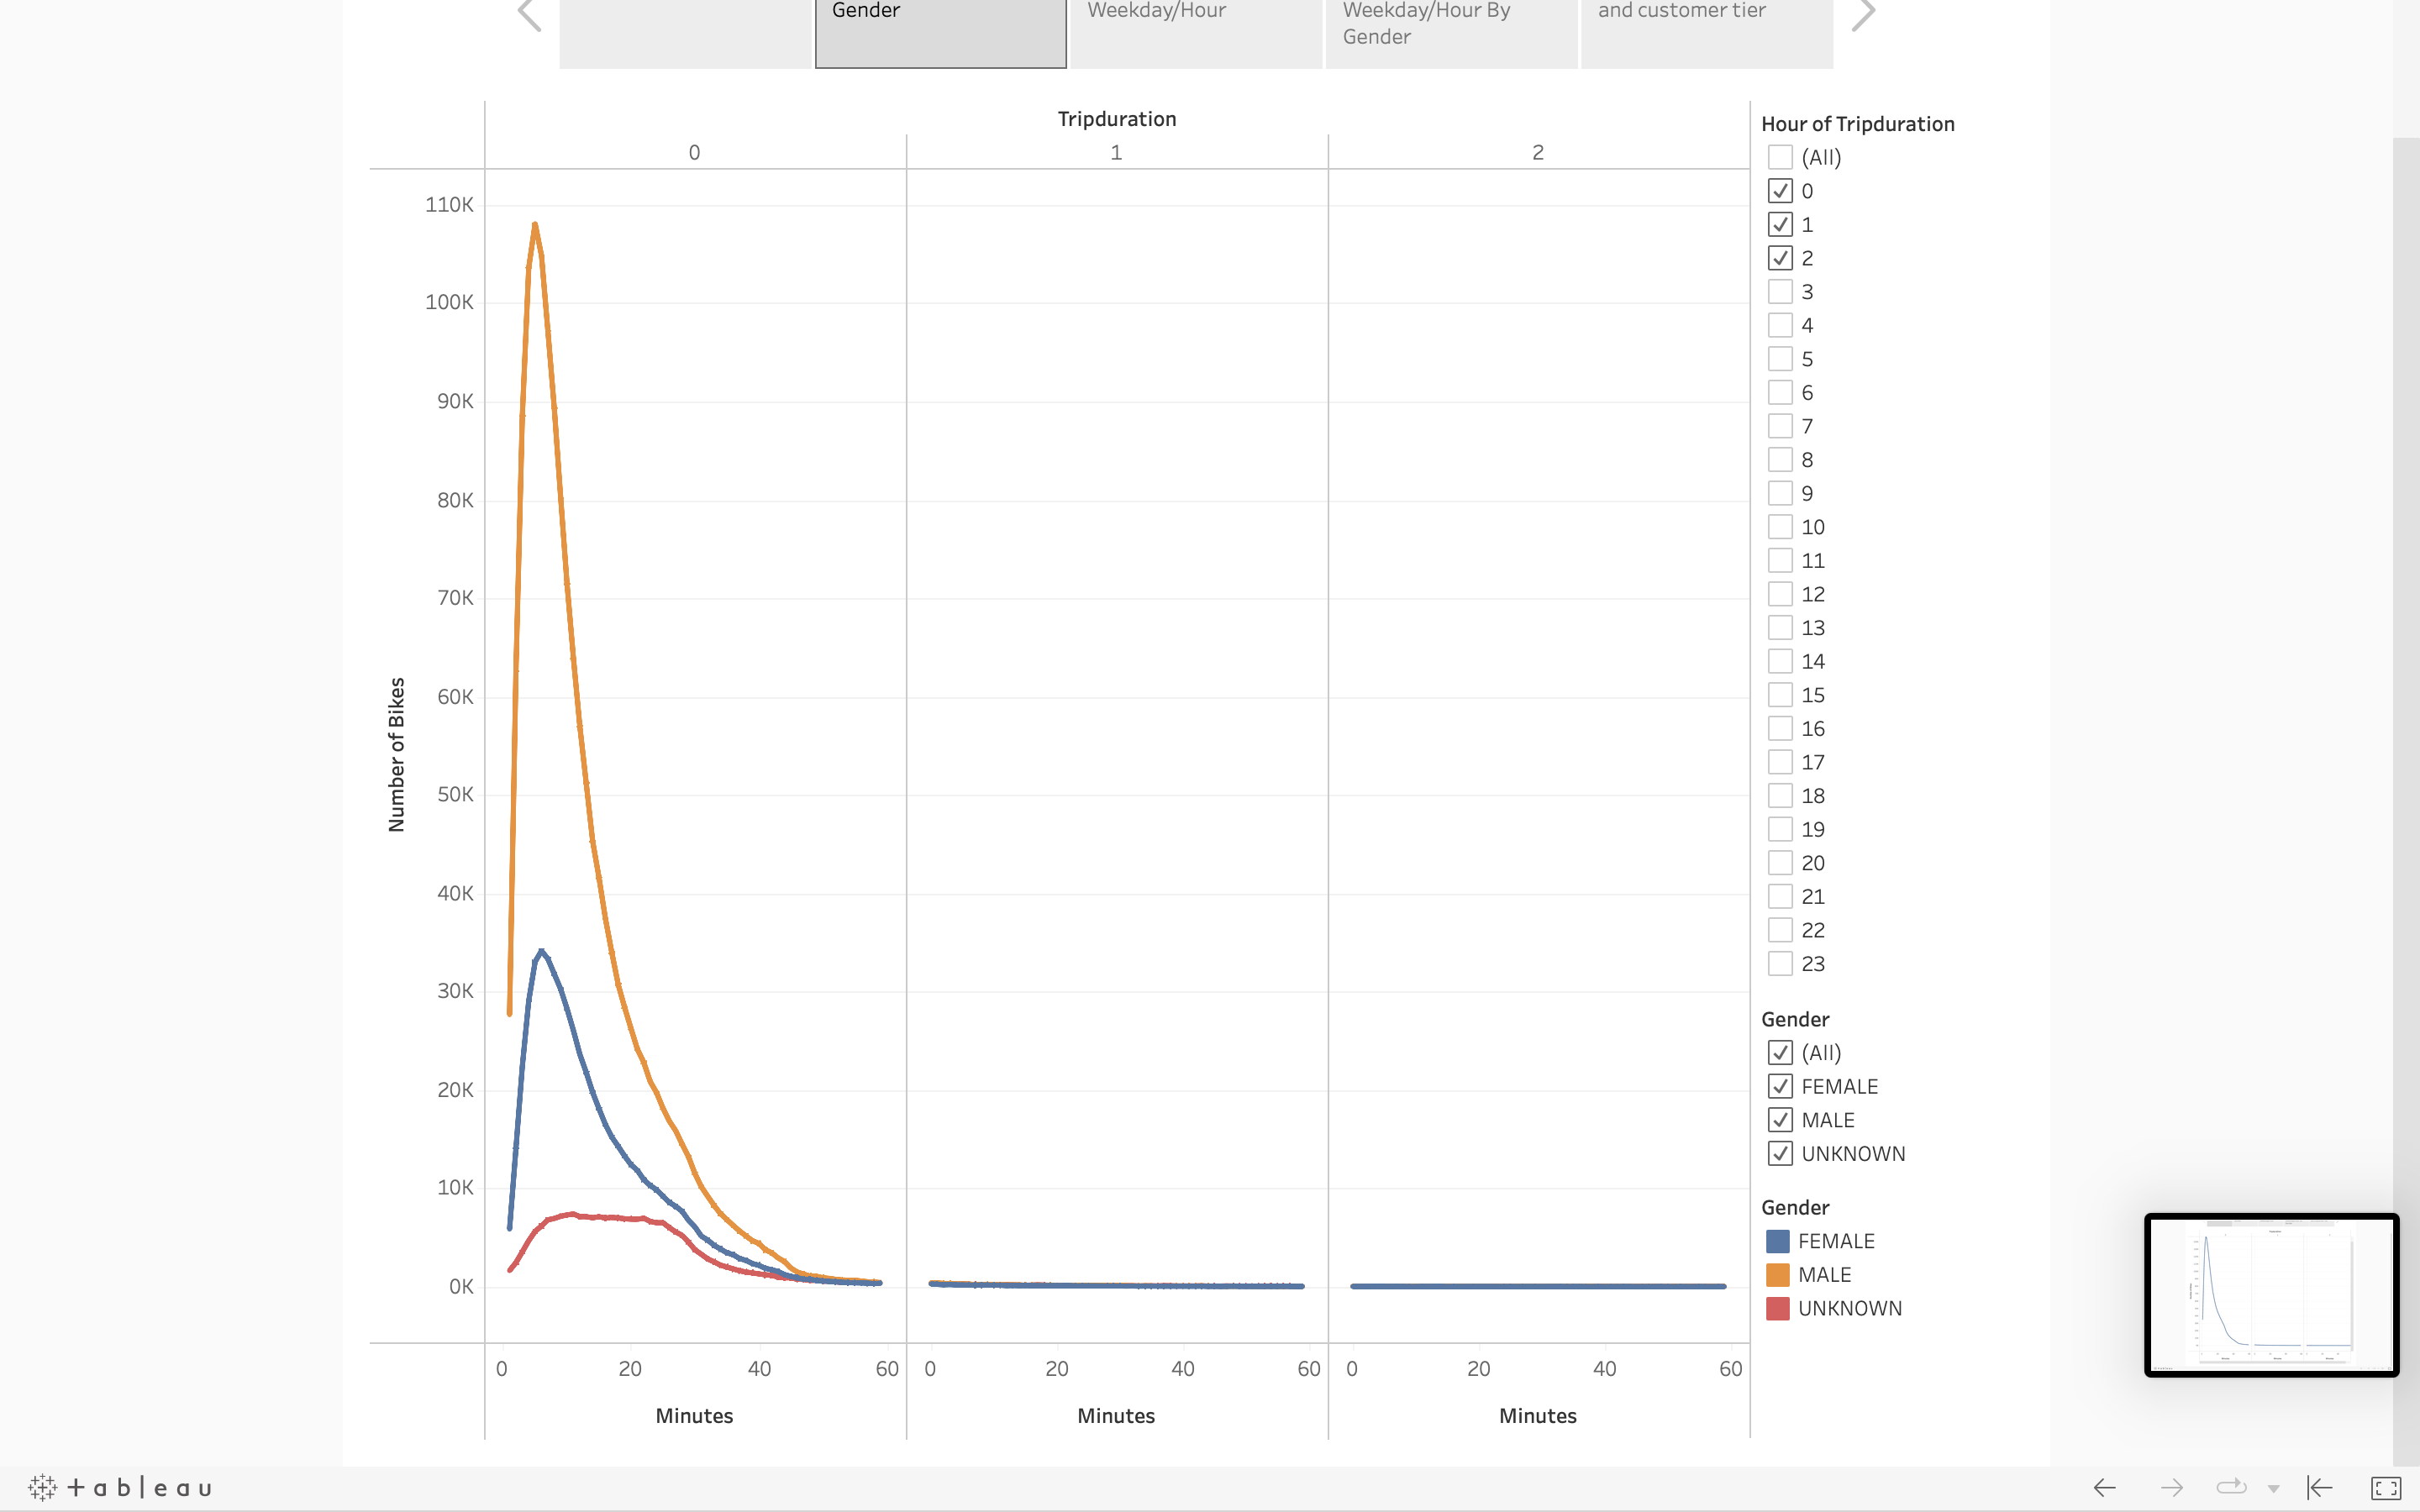 Gender
Weekday/Hour
Weekday/Hour By
Gender
and customer tier
Tripduration
0
1
2
Hour of Tripduration
(All)
0
1
2
3
4
5
6
7
8
9
10
11
12
13
14
15
16
17
18
19
20
21
22
23
Gender
(All)
FEMALE
MALE
UNKNOWN
Gender
FEMALE
MALE
UNKNOWN
Number of Bikes
110K
100K
90K
80K
70K
60K
50K
40K
30K
20K
10K
0K
0 20 40 60
0 20 40 60
0 20 40 60
Minutes
Minutes
Minutes
+ a b l e a u